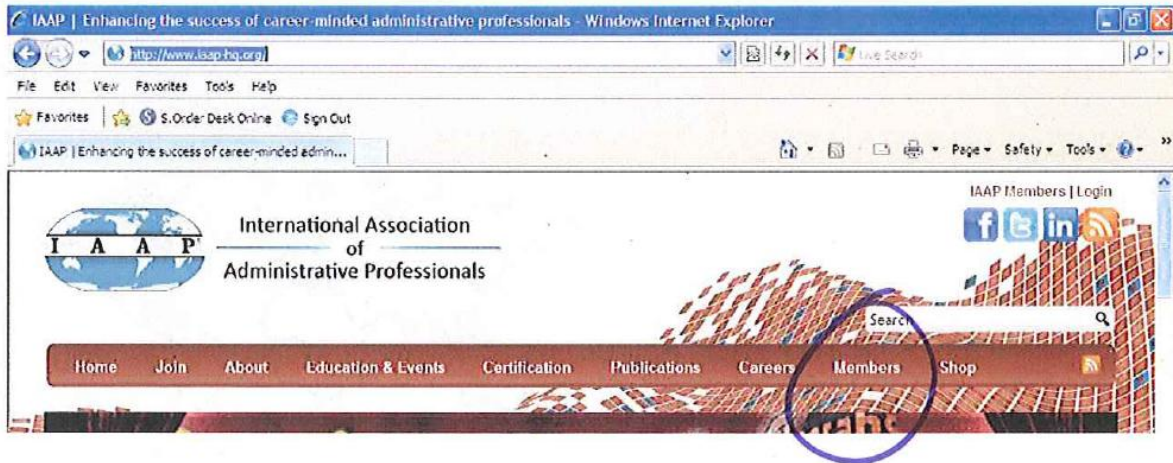 IAAP | Enhancing the success of career-minded administrative professionals - Windows Internet Explorer
http://www.iaap-hq.org/
Live Search
File Edit View Favorites Tools Help
Favorites S.Order Desk Online Sign Out
IAAP | Enhancing the success of career-minded admin...
Page Safety Tools
IAAP Members | Login
I A A P
International Association
of
Administrative Professionals
f in
Search
Home Join About Education & Events Certification Publications Careers Members Shop